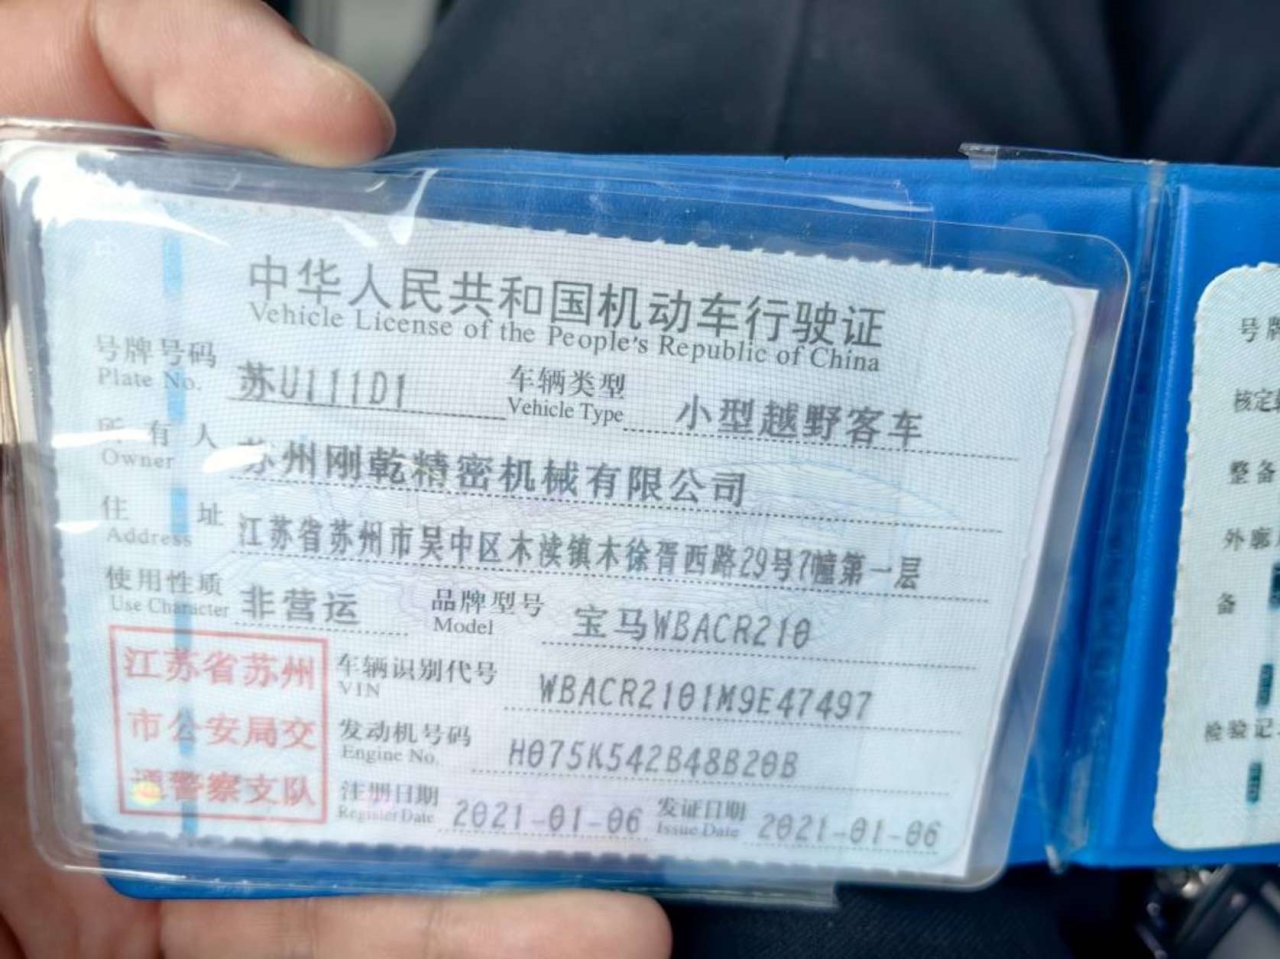 中华人民共和国机动车行驶证
Vehicle License of the People's Republic of China
号牌号码 苏U111D1 车辆类型 小型越野客车
Plate No. Vehicle Type
所有人 苏州刚乾精密机械有限公司
Owner
住址 江苏省苏州市吴中区木渎镇木徐胥西路29号7幢第一层
Address
使用性质 非营运 品牌型号 宝马WBACR210
Use Character Model
江苏省苏州
市公安局交
通警察支队
车辆识别代号 WBACR2101M9E47497
VIN
发动机号码 H075K542B48B20B
Engine No.
注册日期 2021-01-06 发证日期 2021-01-06
Register Date Issue Date
号牌
核定
整备
外廓
备
检验记